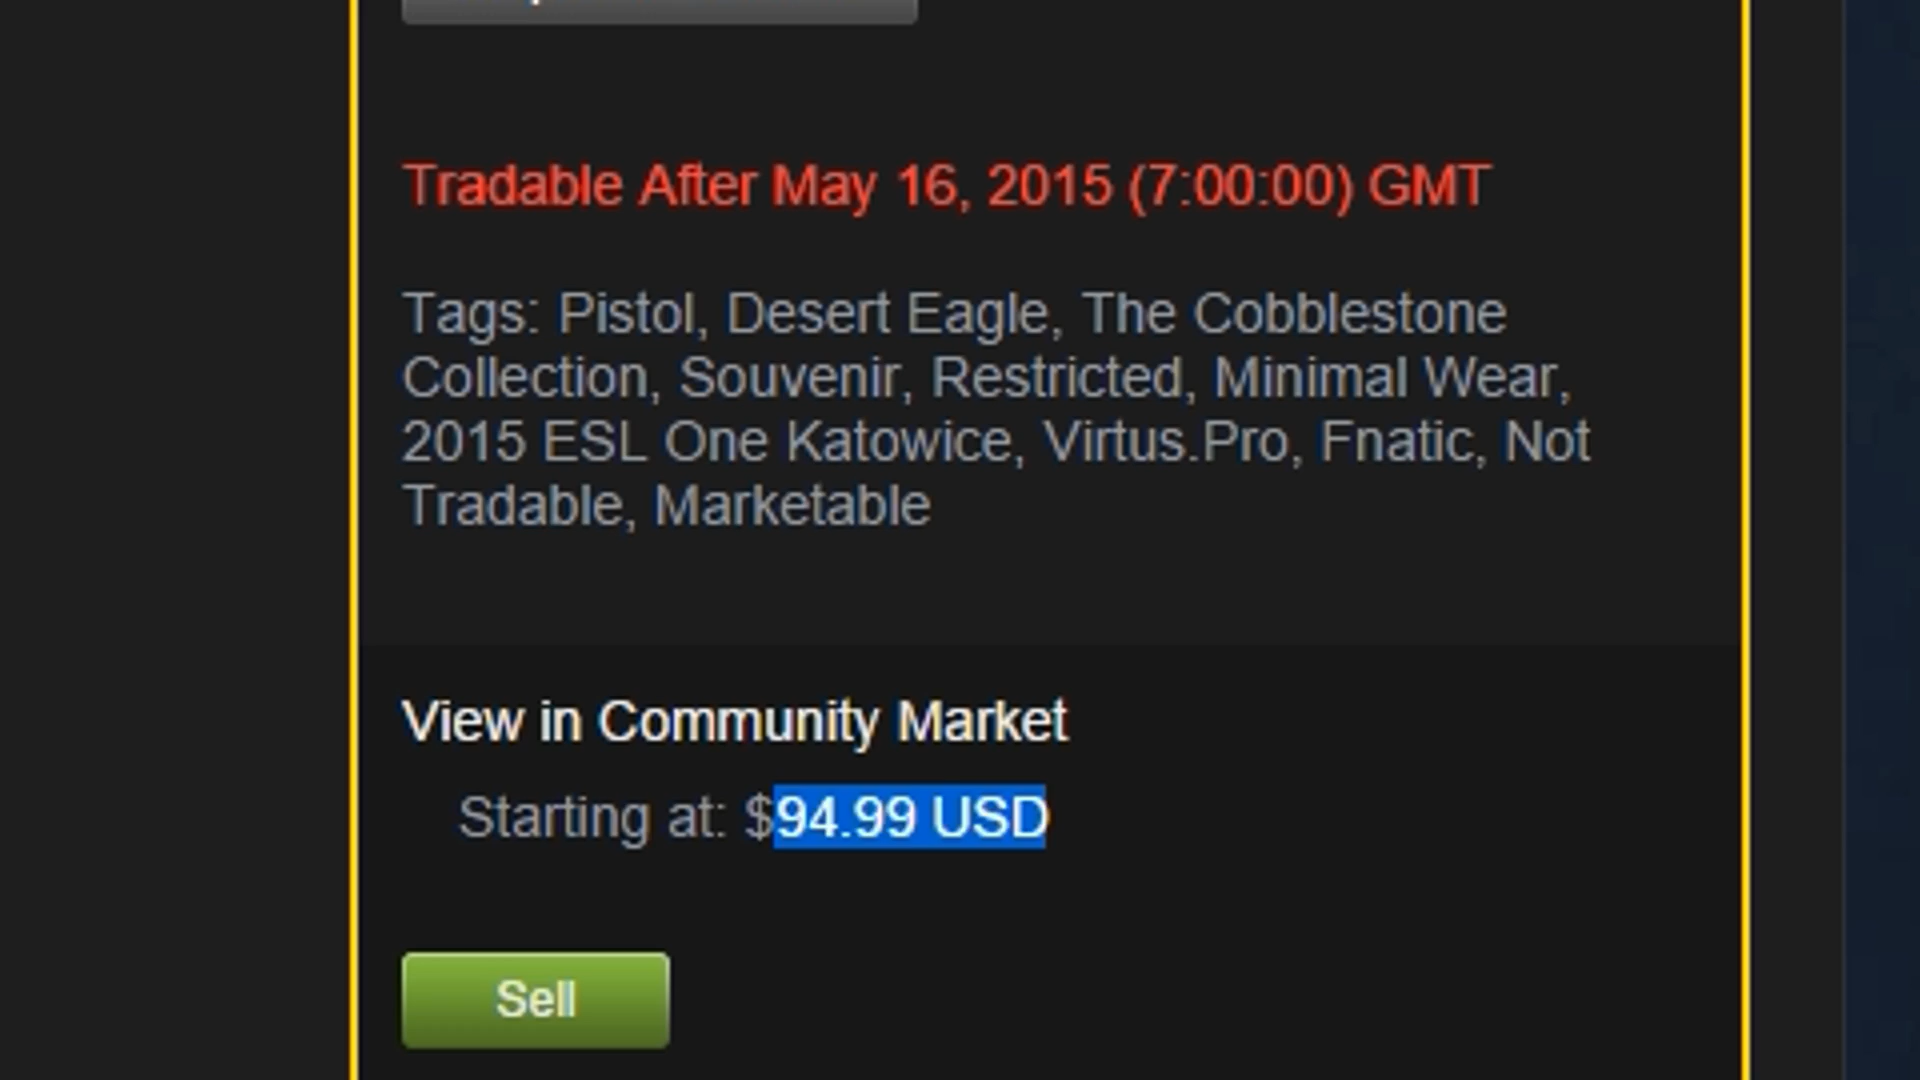 Tradable After May 16, 2015 (7:00:00) GMT
Tags: Pistol, Desert Eagle, The Cobblestone
Collection, Souvenir, Restricted, Minimal Wear,
2015 ESL One Katowice, Virtus.Pro, Fnatic, Not
Tradable, Marketable
View in Community Market
Starting at: $94.99 USD
Sell